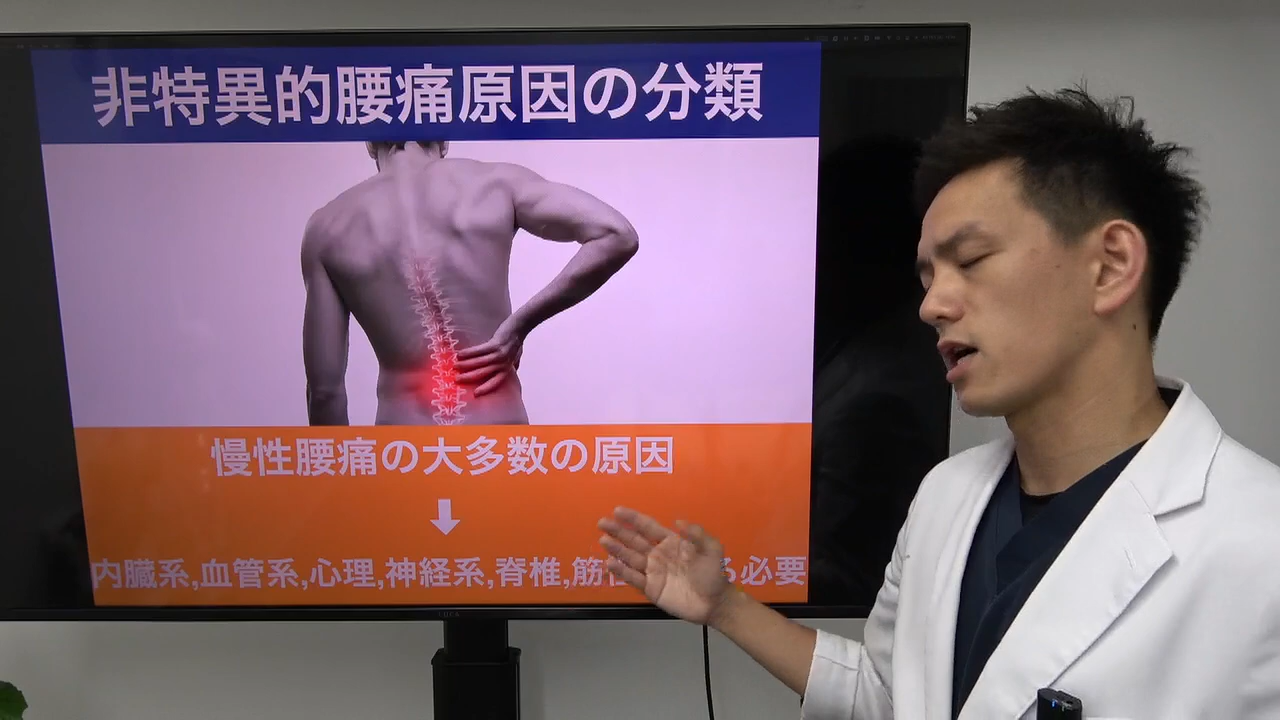 非特異的腰痛原因の分類
慢性腰痛の大多数の原因
内臓系,血管系,心理,神経系,脊椎,筋 る必要